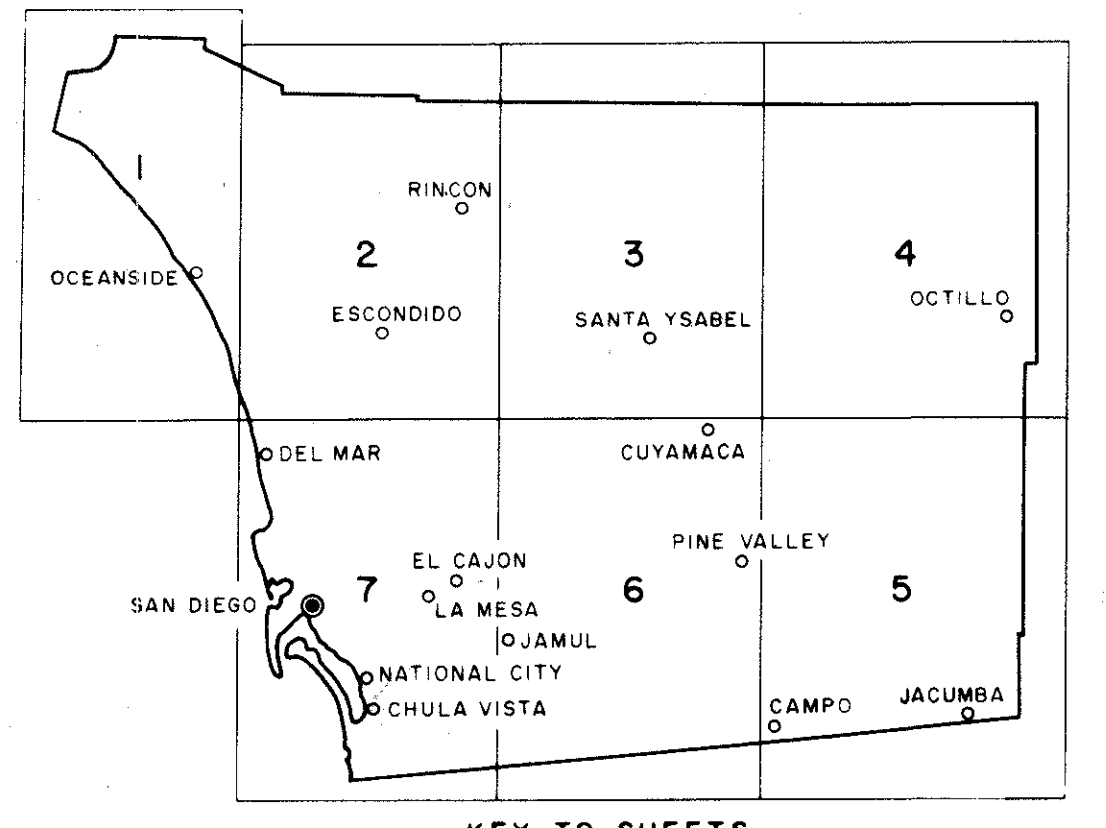 1
RINCON
2
3
4
OCEANSIDE
OCTILLO
ESCONDIDO
SANTA YSABEL
DEL MAR
CUYAMACA
PINE VALLEY
EL CAJON
7
6
5
SAN DIEGO
LA MESA
JAMUL
NATIONAL CITY
CHULA VISTA
CAMPO
JACUMBA
KEY TO SHEETS